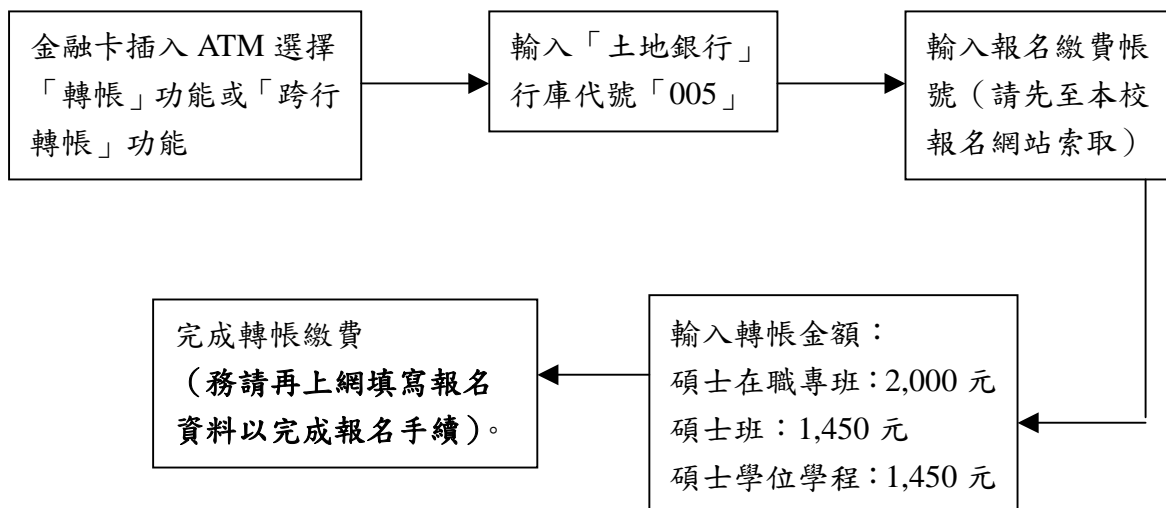 金融卡插入 ATM 選擇
「轉帳」功能或「跨行
轉帳」功能
輸入「土地銀行」
行庫代號「005」
輸入報名繳費帳
號（請先至本校
報名網站索取）
輸入轉帳金額：
碩士在職專班：2,000 元
碩士班：1,450 元
碩士學位學程：1,450 元
完成轉帳繳費
（務請再上網填寫報名
資料以完成報名手續）。